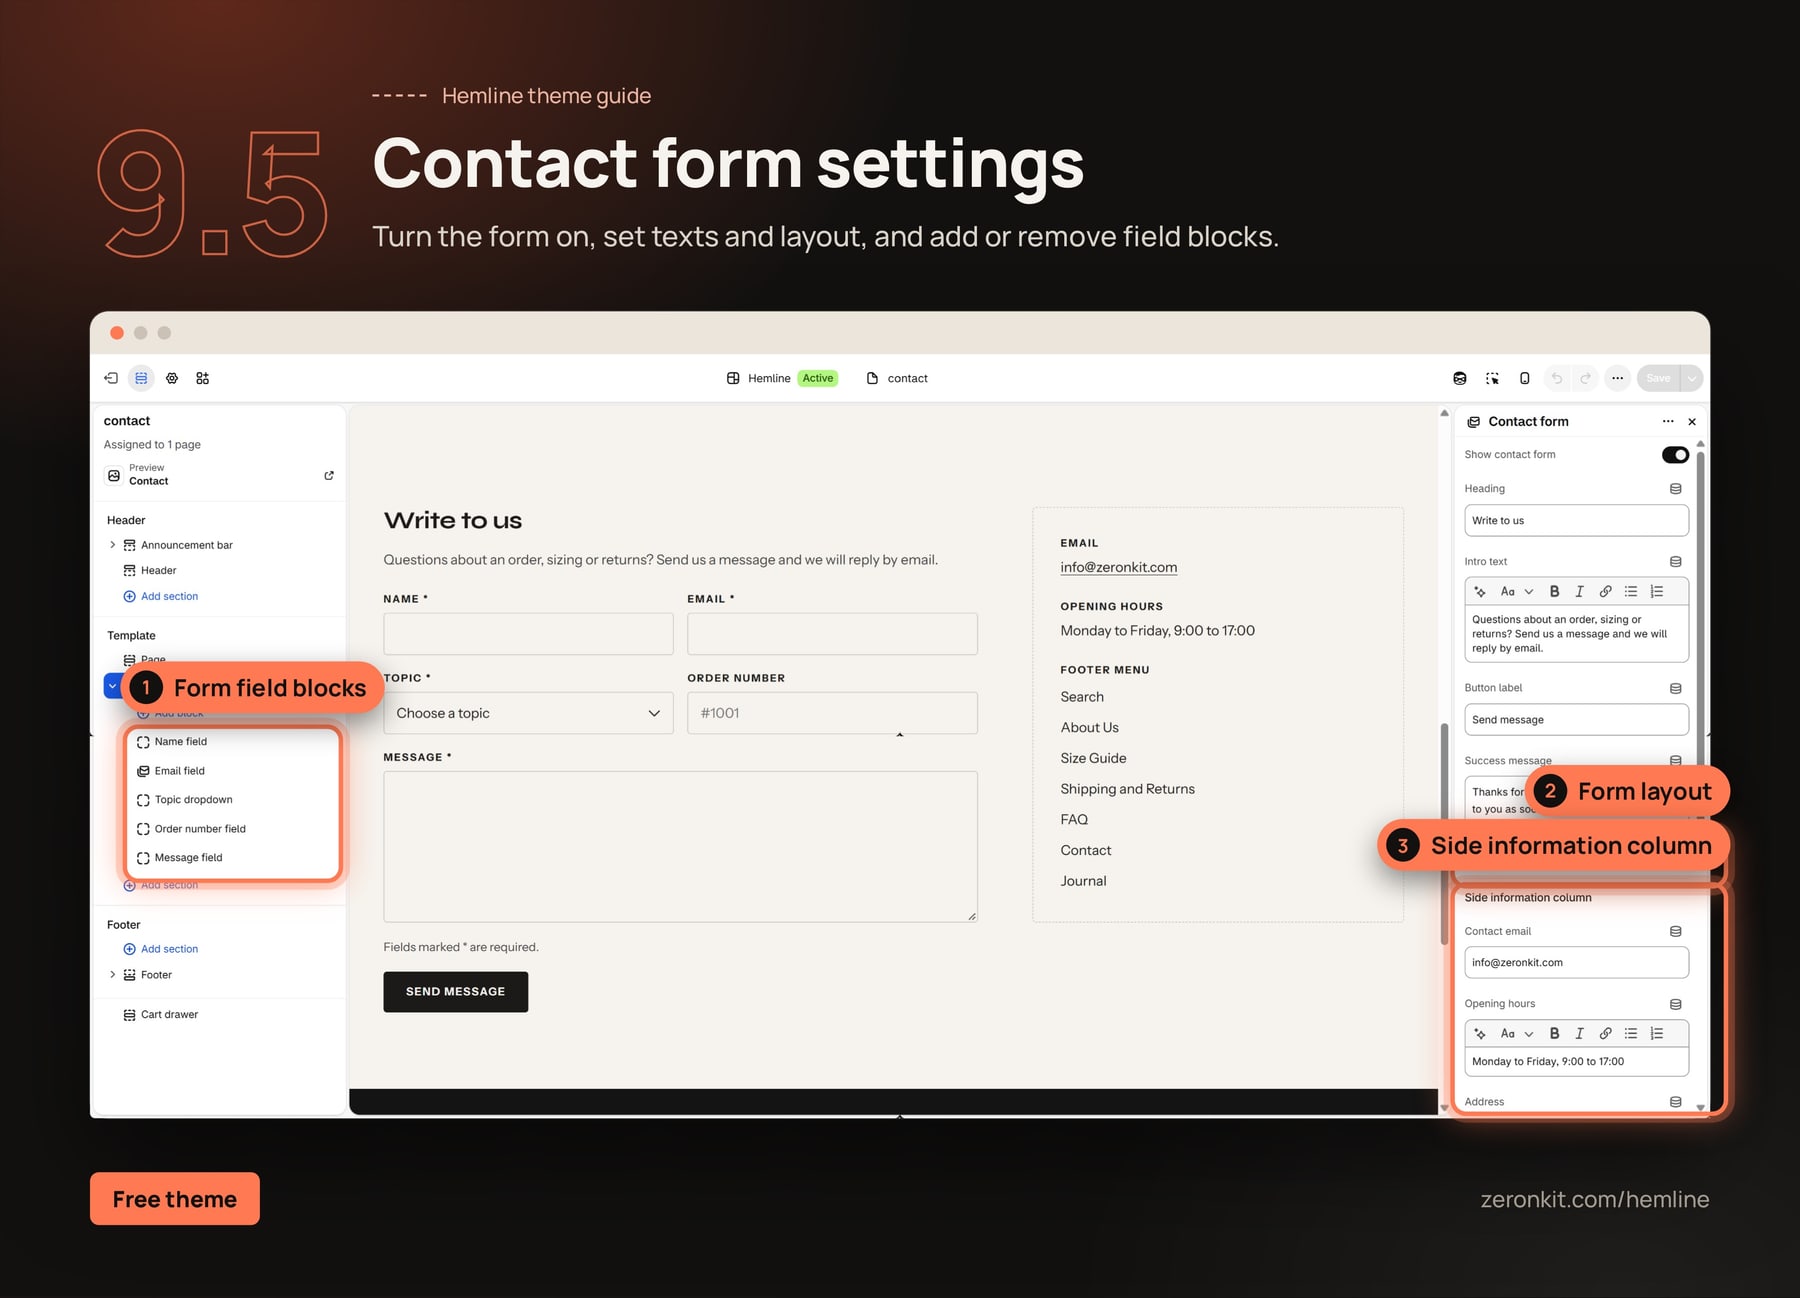 Hemline theme guide
9.5
Contact form settings
Turn the form on, set texts and layout, and add or remove field blocks.
Hemline Active contact
Save
contact
Assigned to 1 page
Preview
Contact
Header
Announcement bar
Header
Add section
Template
Page
1 Form field blocks
Add block
Name field
Email field
Topic dropdown
Order number field
Message field
Add section
Footer
Add section
Footer
Cart drawer
Write to us
Questions about an order, sizing or returns? Send us a message and we will reply by email.
NAME * EMAIL *
TOPIC * ORDER NUMBER
Choose a topic #1001
MESSAGE *
Fields marked * are required.
SEND MESSAGE
EMAIL
info@zeronkit.com
OPENING HOURS
Monday to Friday, 9:00 to 17:00
FOOTER MENU
Search
About Us
Size Guide
Shipping and Returns
FAQ
Contact
Journal
Contact form
Show contact form
Heading
Write to us
Intro text
Aa B I
Questions about an order, sizing or
returns? Send us a message and we will
reply by email.
Button label
Send message
Success message
Thanks for
to you as
2 Form layout
3 Side information column
Side information column
Contact email
info@zeronkit.com
Opening hours
Aa B I
Monday to Friday, 9:00 to 17:00
Address
Free theme
zeronkit.com/hemline